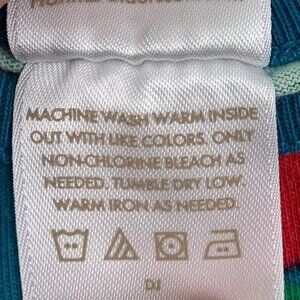 MACHINE WASH WARM INSIDE
OUT WITH LIKE COLORS. ONLY
NON-CHLORINE BLEACH AS
NEEDED. TUMBLE DRY LOW.
WARM IRON AS NEEDED.
DJ